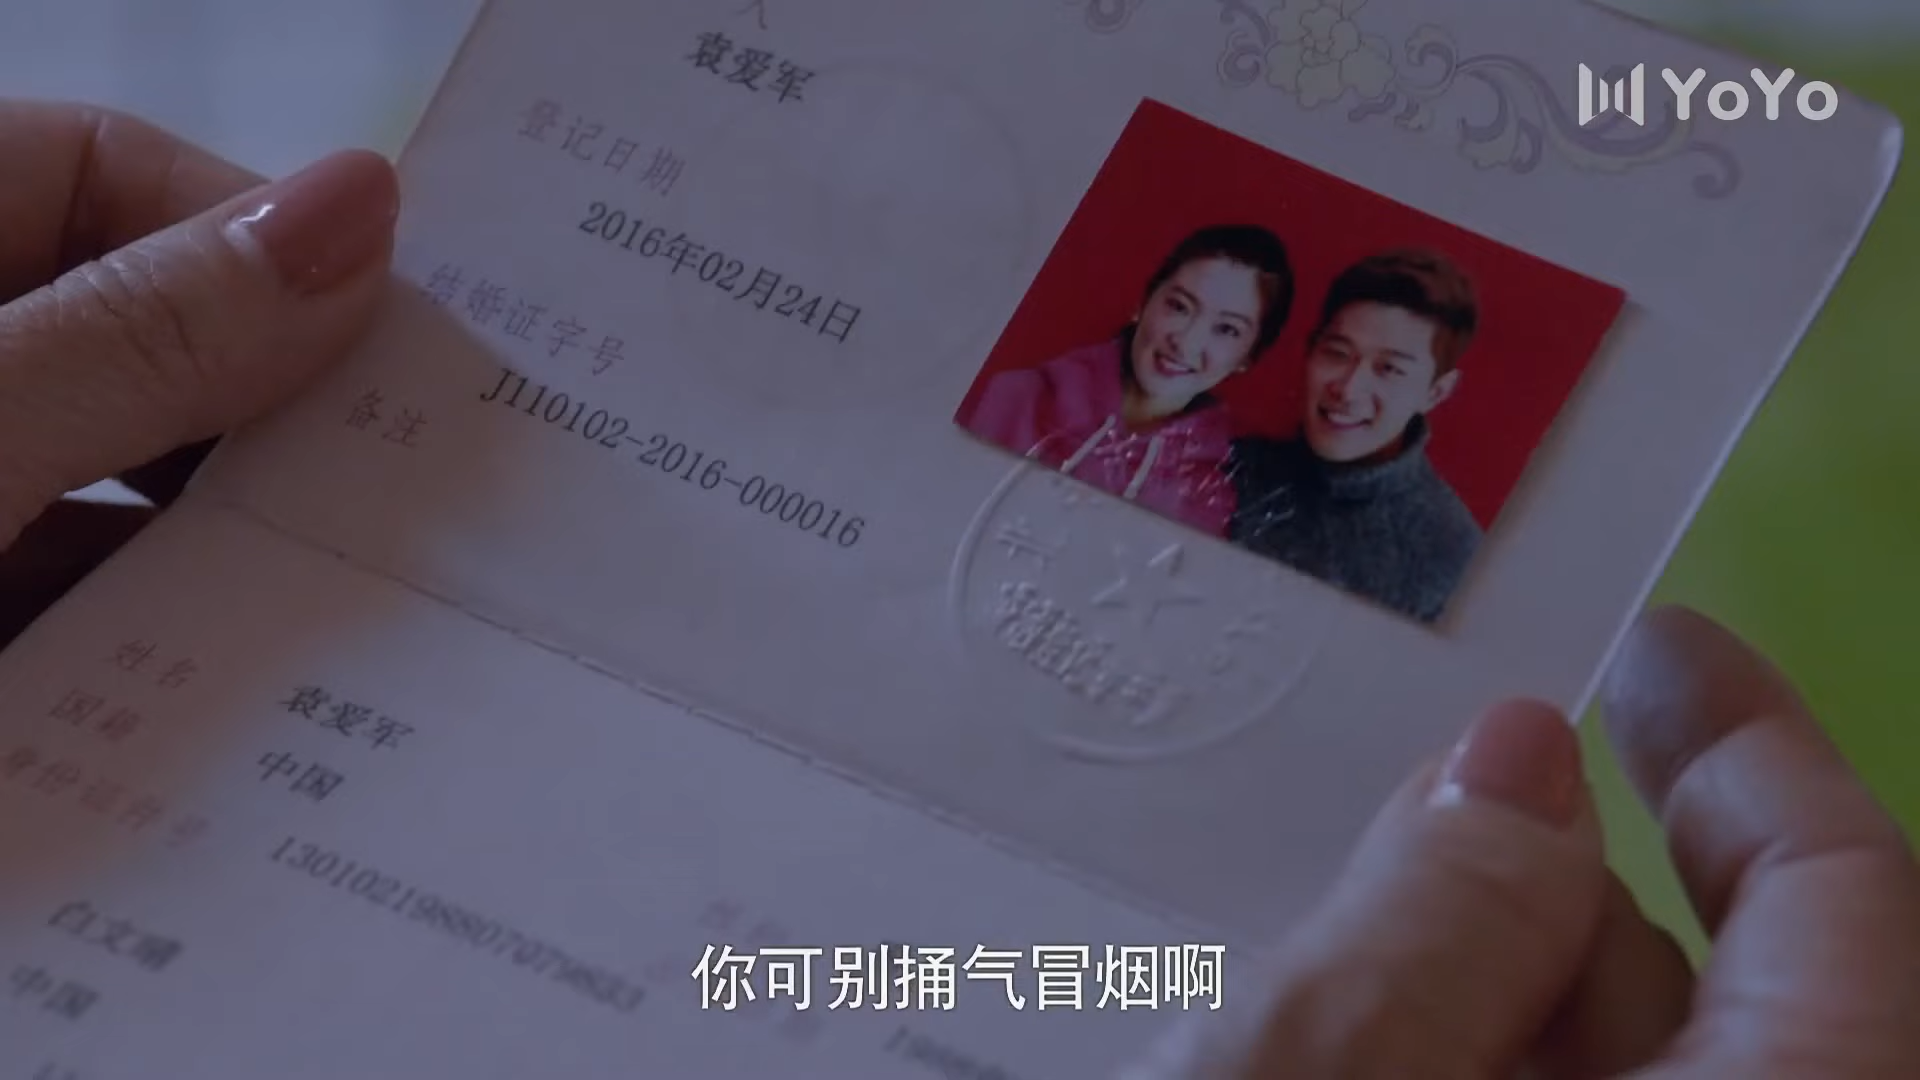 人
袁爱军
登记日期
2016年02月24日
结婚证字号
J110102-2016-000016
备注
姓名
袁爱军
国籍
中国
身份证件号
白文
中国
YoYo
你可别捅气冒烟啊